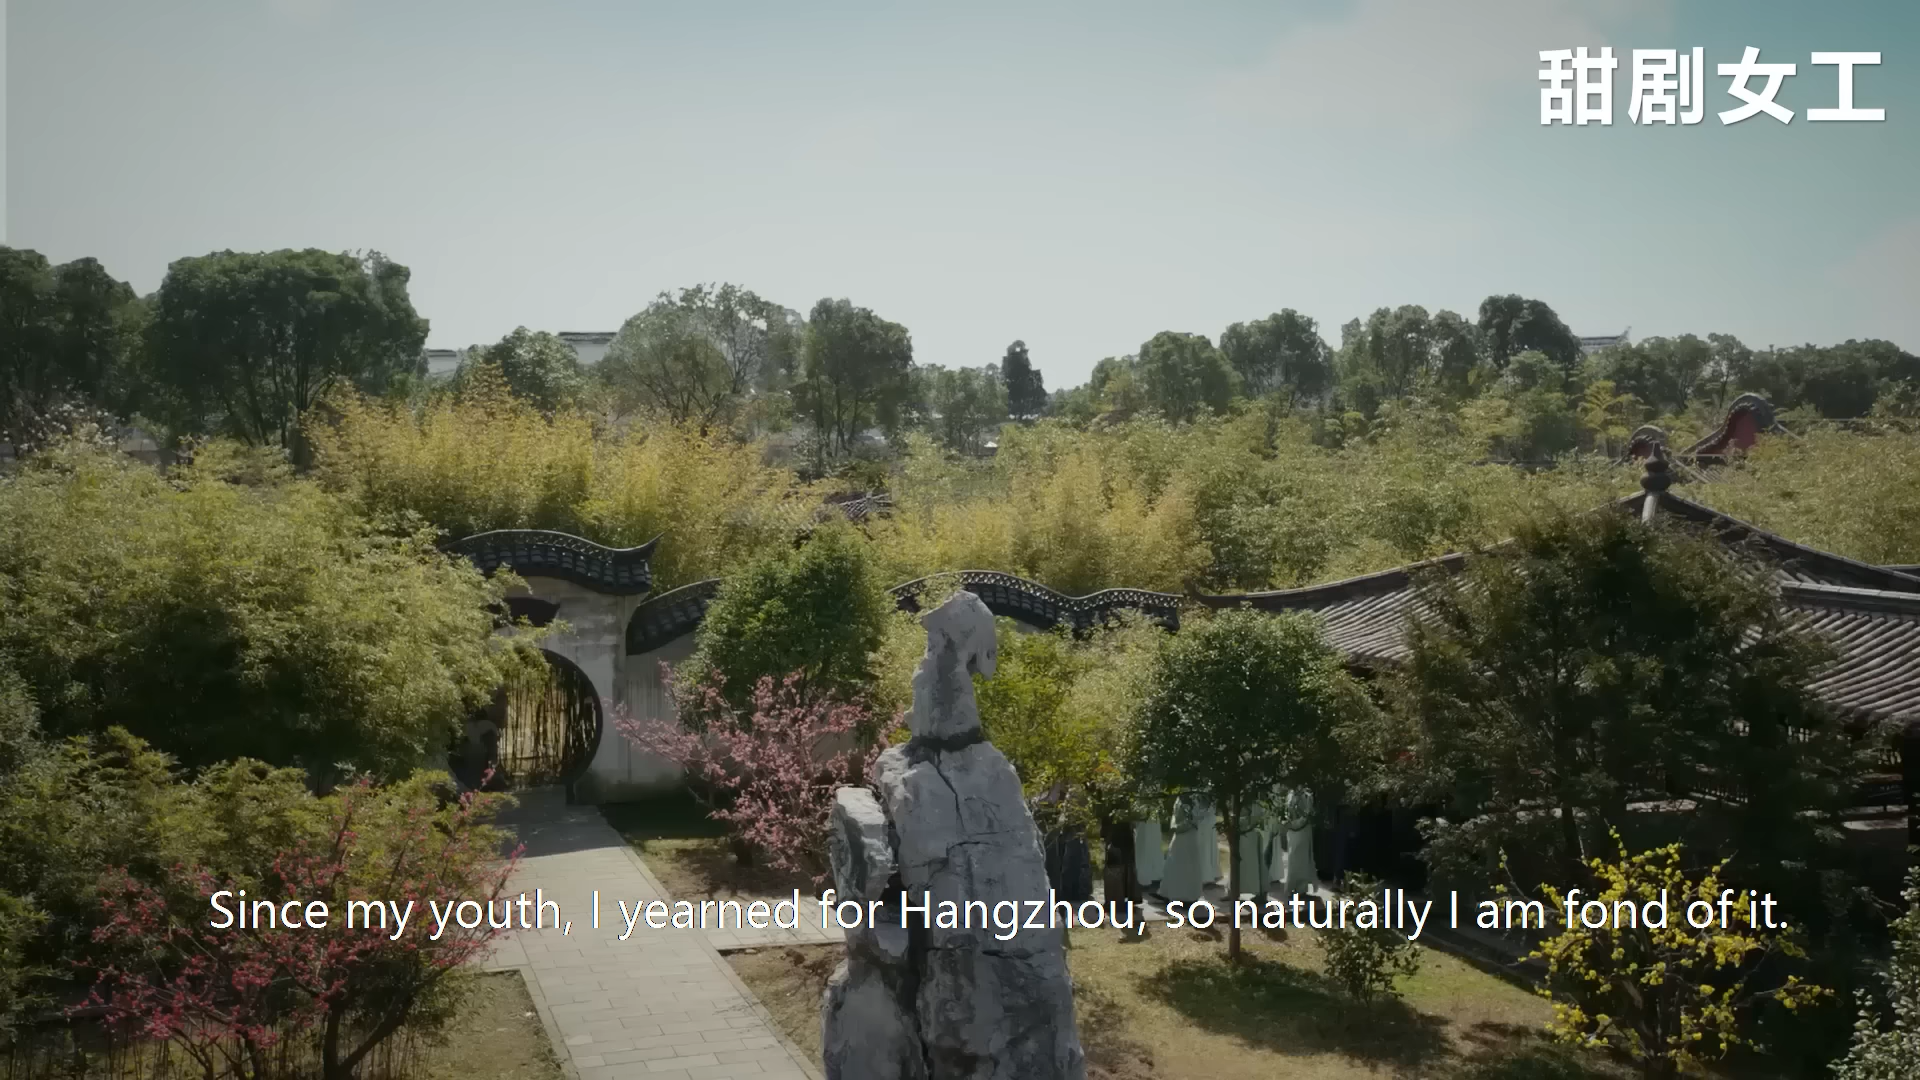 甜剧女工
Since my youth, I yearned for Hangzhou, so naturally I am fond of it.